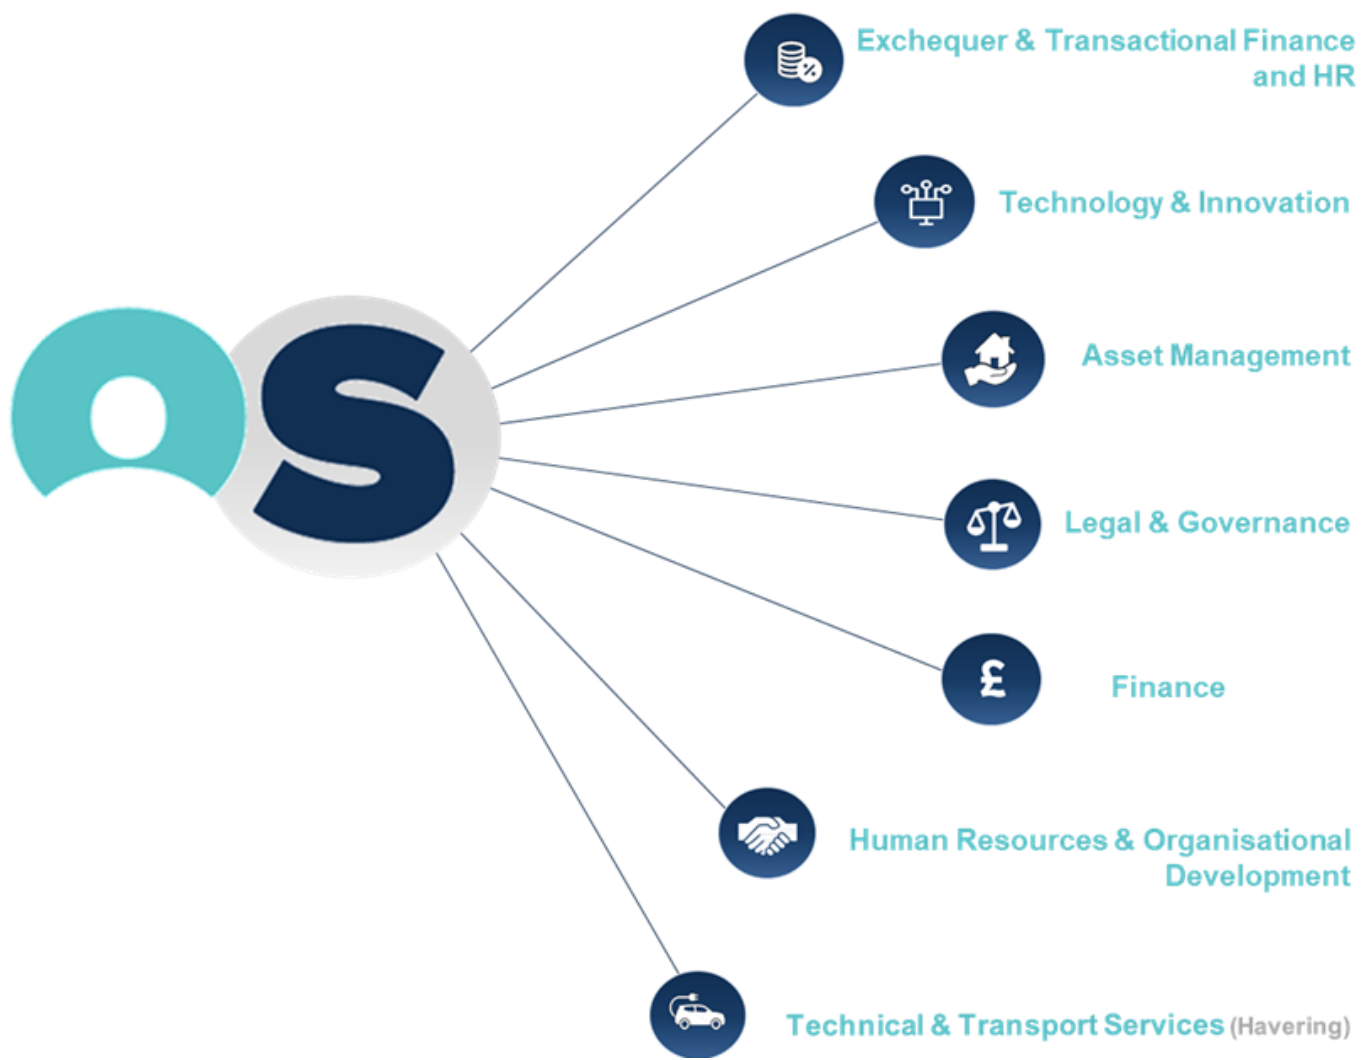 Exchequer & Transactional Finance
and HR
Technology & Innovation
Asset Management
OS
Legal & Governance
£
Finance
Human Resources & Organisational
Development
Technical & Transport Services (Havering)